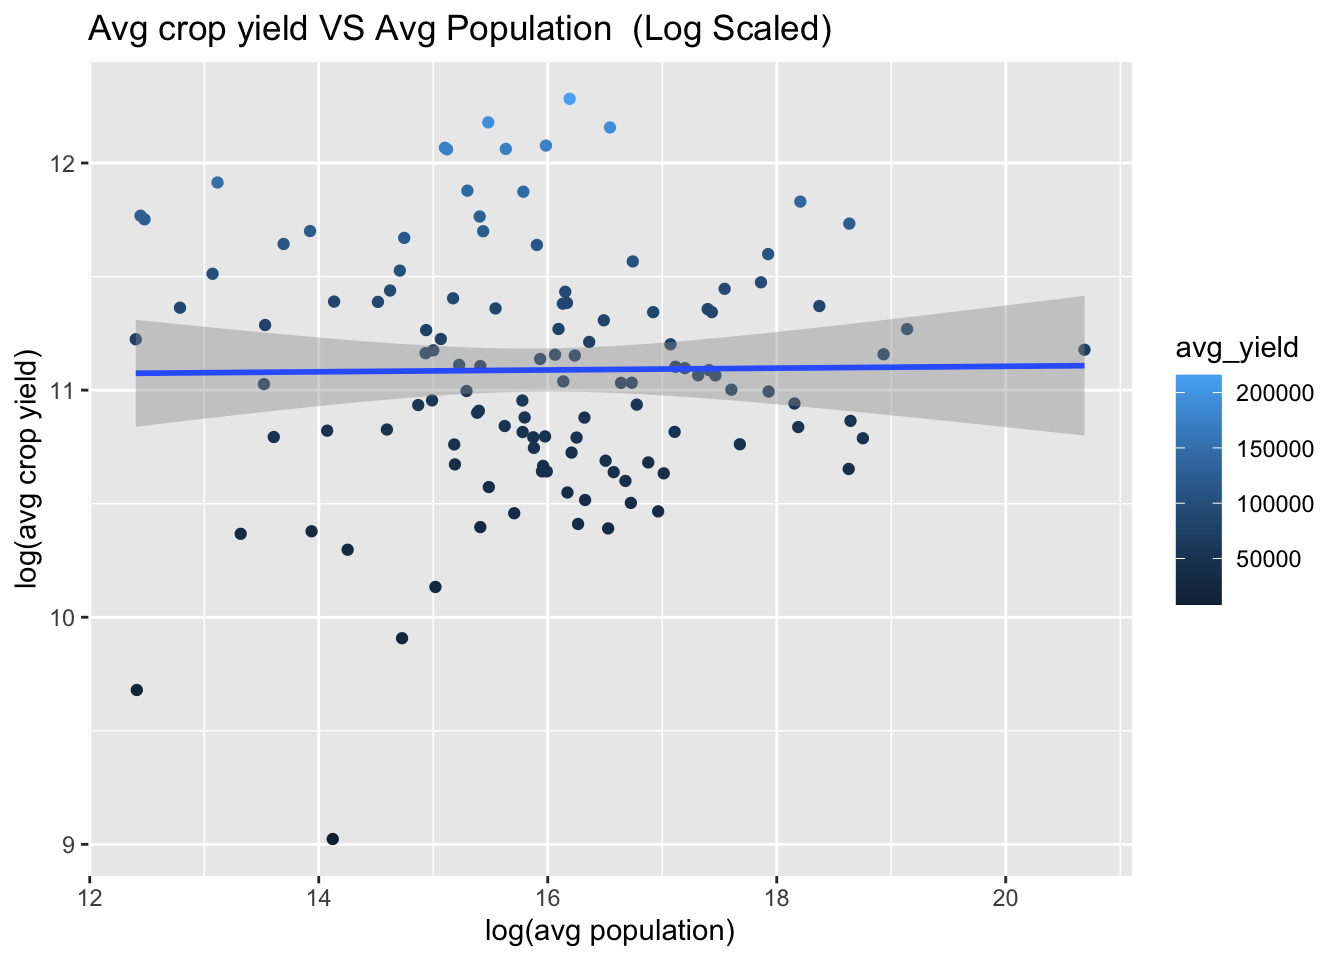 Avg crop yield VS Avg Population  (Log Scaled)
log(avg crop yield)
12
11
10
9
12 14 16 18 20
log(avg population)
avg_yield
200000
150000
100000
50000